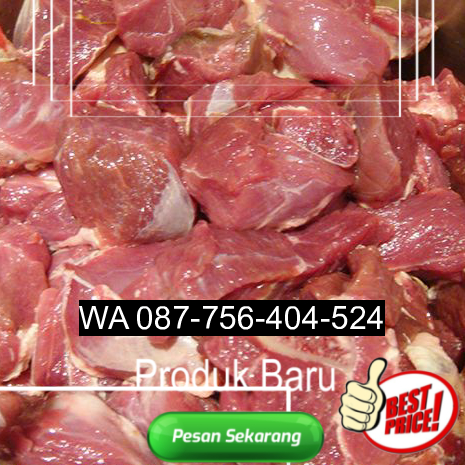 WA 087-756-404-524
Produk Baru
BEST
PRICE!
Pesan Sekarang